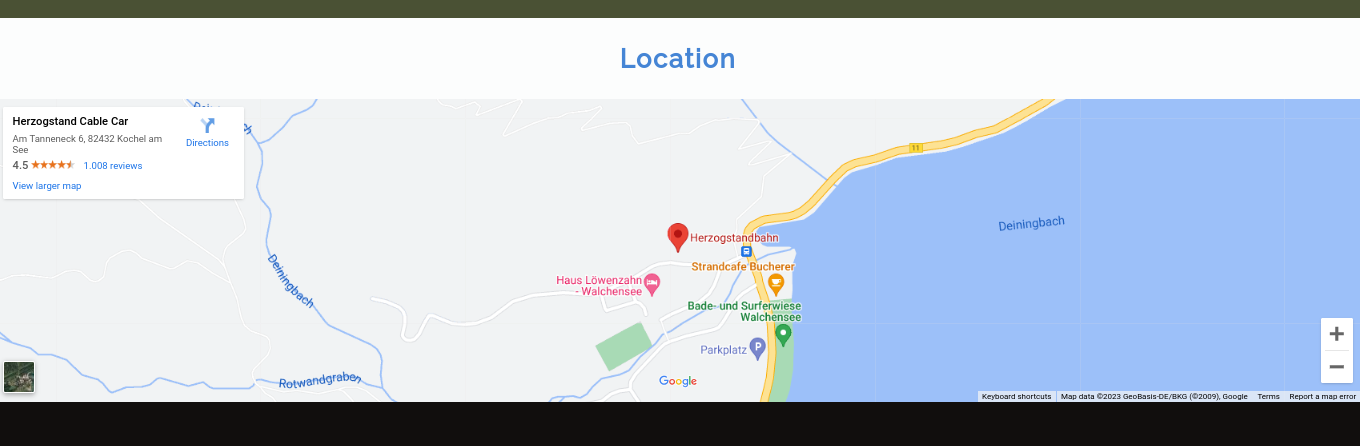 Location
Herzogstand Cable Car
Am Tanneneck 6, 82432 Kochel am
See
Directions
4.5
1.008 reviews
View larger map
11
Deiningbach
Herzogstandbahn
Strandcafe Bucherer
Deiningbach
Haus Löwenzahn
- Walchensee
Bade- und Surferwiese
Walchensee
Parkplatz
P
Rotwandgraben
Google
Keyboard shortcuts
Map data ©2023 GeoBasis-DE/BKG (©2009), Google
Terms
Report a map error